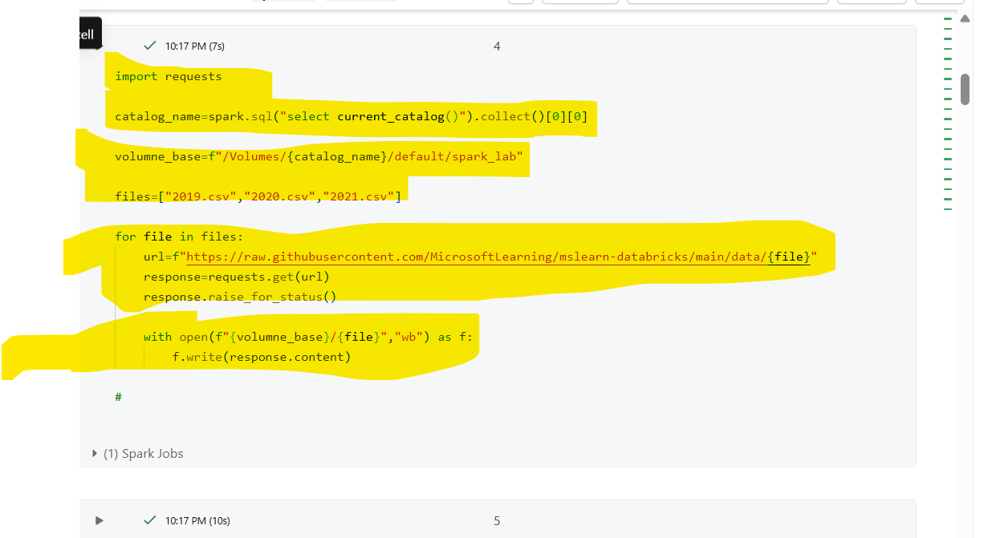 cell
10:17 PM (7s)
4
import requests
catalog_name=spark.sql("select current_catalog()").collect()[0][0]
volumne_base=f"/Volumes/{catalog_name}/default/spark_lab"
files=["2019.csv","2020.csv","2021.csv"]
for file in files:
url=f"https://raw.githubusercontent.com/MicrosoftLearning/mslearn-databricks/main/data/{file}"
response=requests.get(url)
response.raise_for_status()
with open(f"{volumne_base}/{file}","wb") as f:
f.write(response.content)
#
(1) Spark Jobs
10:17 PM (10s)
5